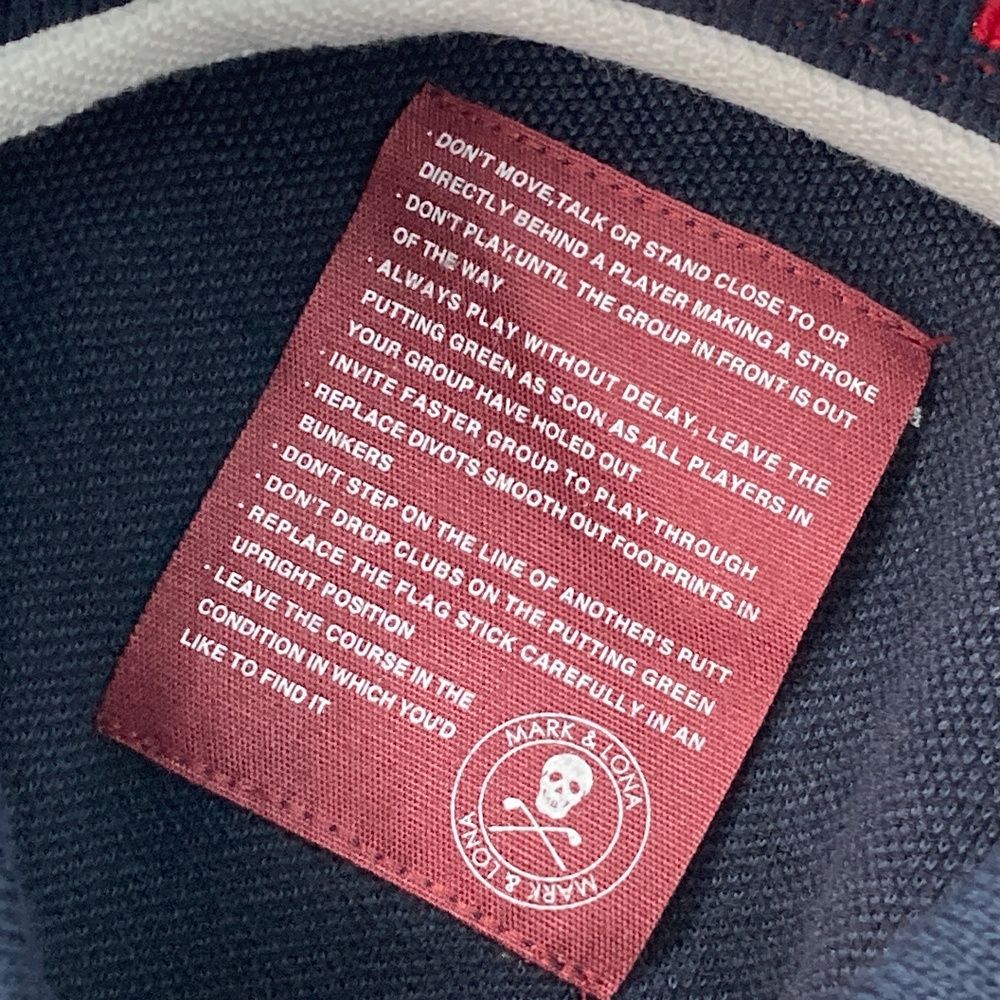 · DON'T MOVE,TALK OR STAND CLOSE TO OR
DIRECTLY BEHIND A PLAYER MAKING A STROKE
· DON'T PLAY,UNTIL THE GROUP IN FRONT IS OUT
OF THE WAY
· ALWAYS PLAY WITHOUT DELAY, LEAVE THE
PUTTING GREEN AS SOON AS ALL PLAYERS IN
YOUR GROUP HAVE HOLED OUT
· INVITE FASTER GROUP TO PLAY THROUGH
· REPLACE DIVOTS SMOOTH OUT FOOTPRINTS IN
BUNKERS
· DON'T STEP ON THE LINE OF ANOTHER'S PUTT
· DON'T DROP CLUBS ON THE PUTTING GREEN
· REPLACE THE FLAG STICK CAREFULLY IN AN
UPRIGHT POSITION
· LEAVE THE COURSE IN THE
CONDITION IN WHICH YOU'D
LIKE TO FIND IT
MARK & LONA
MARK & LONA